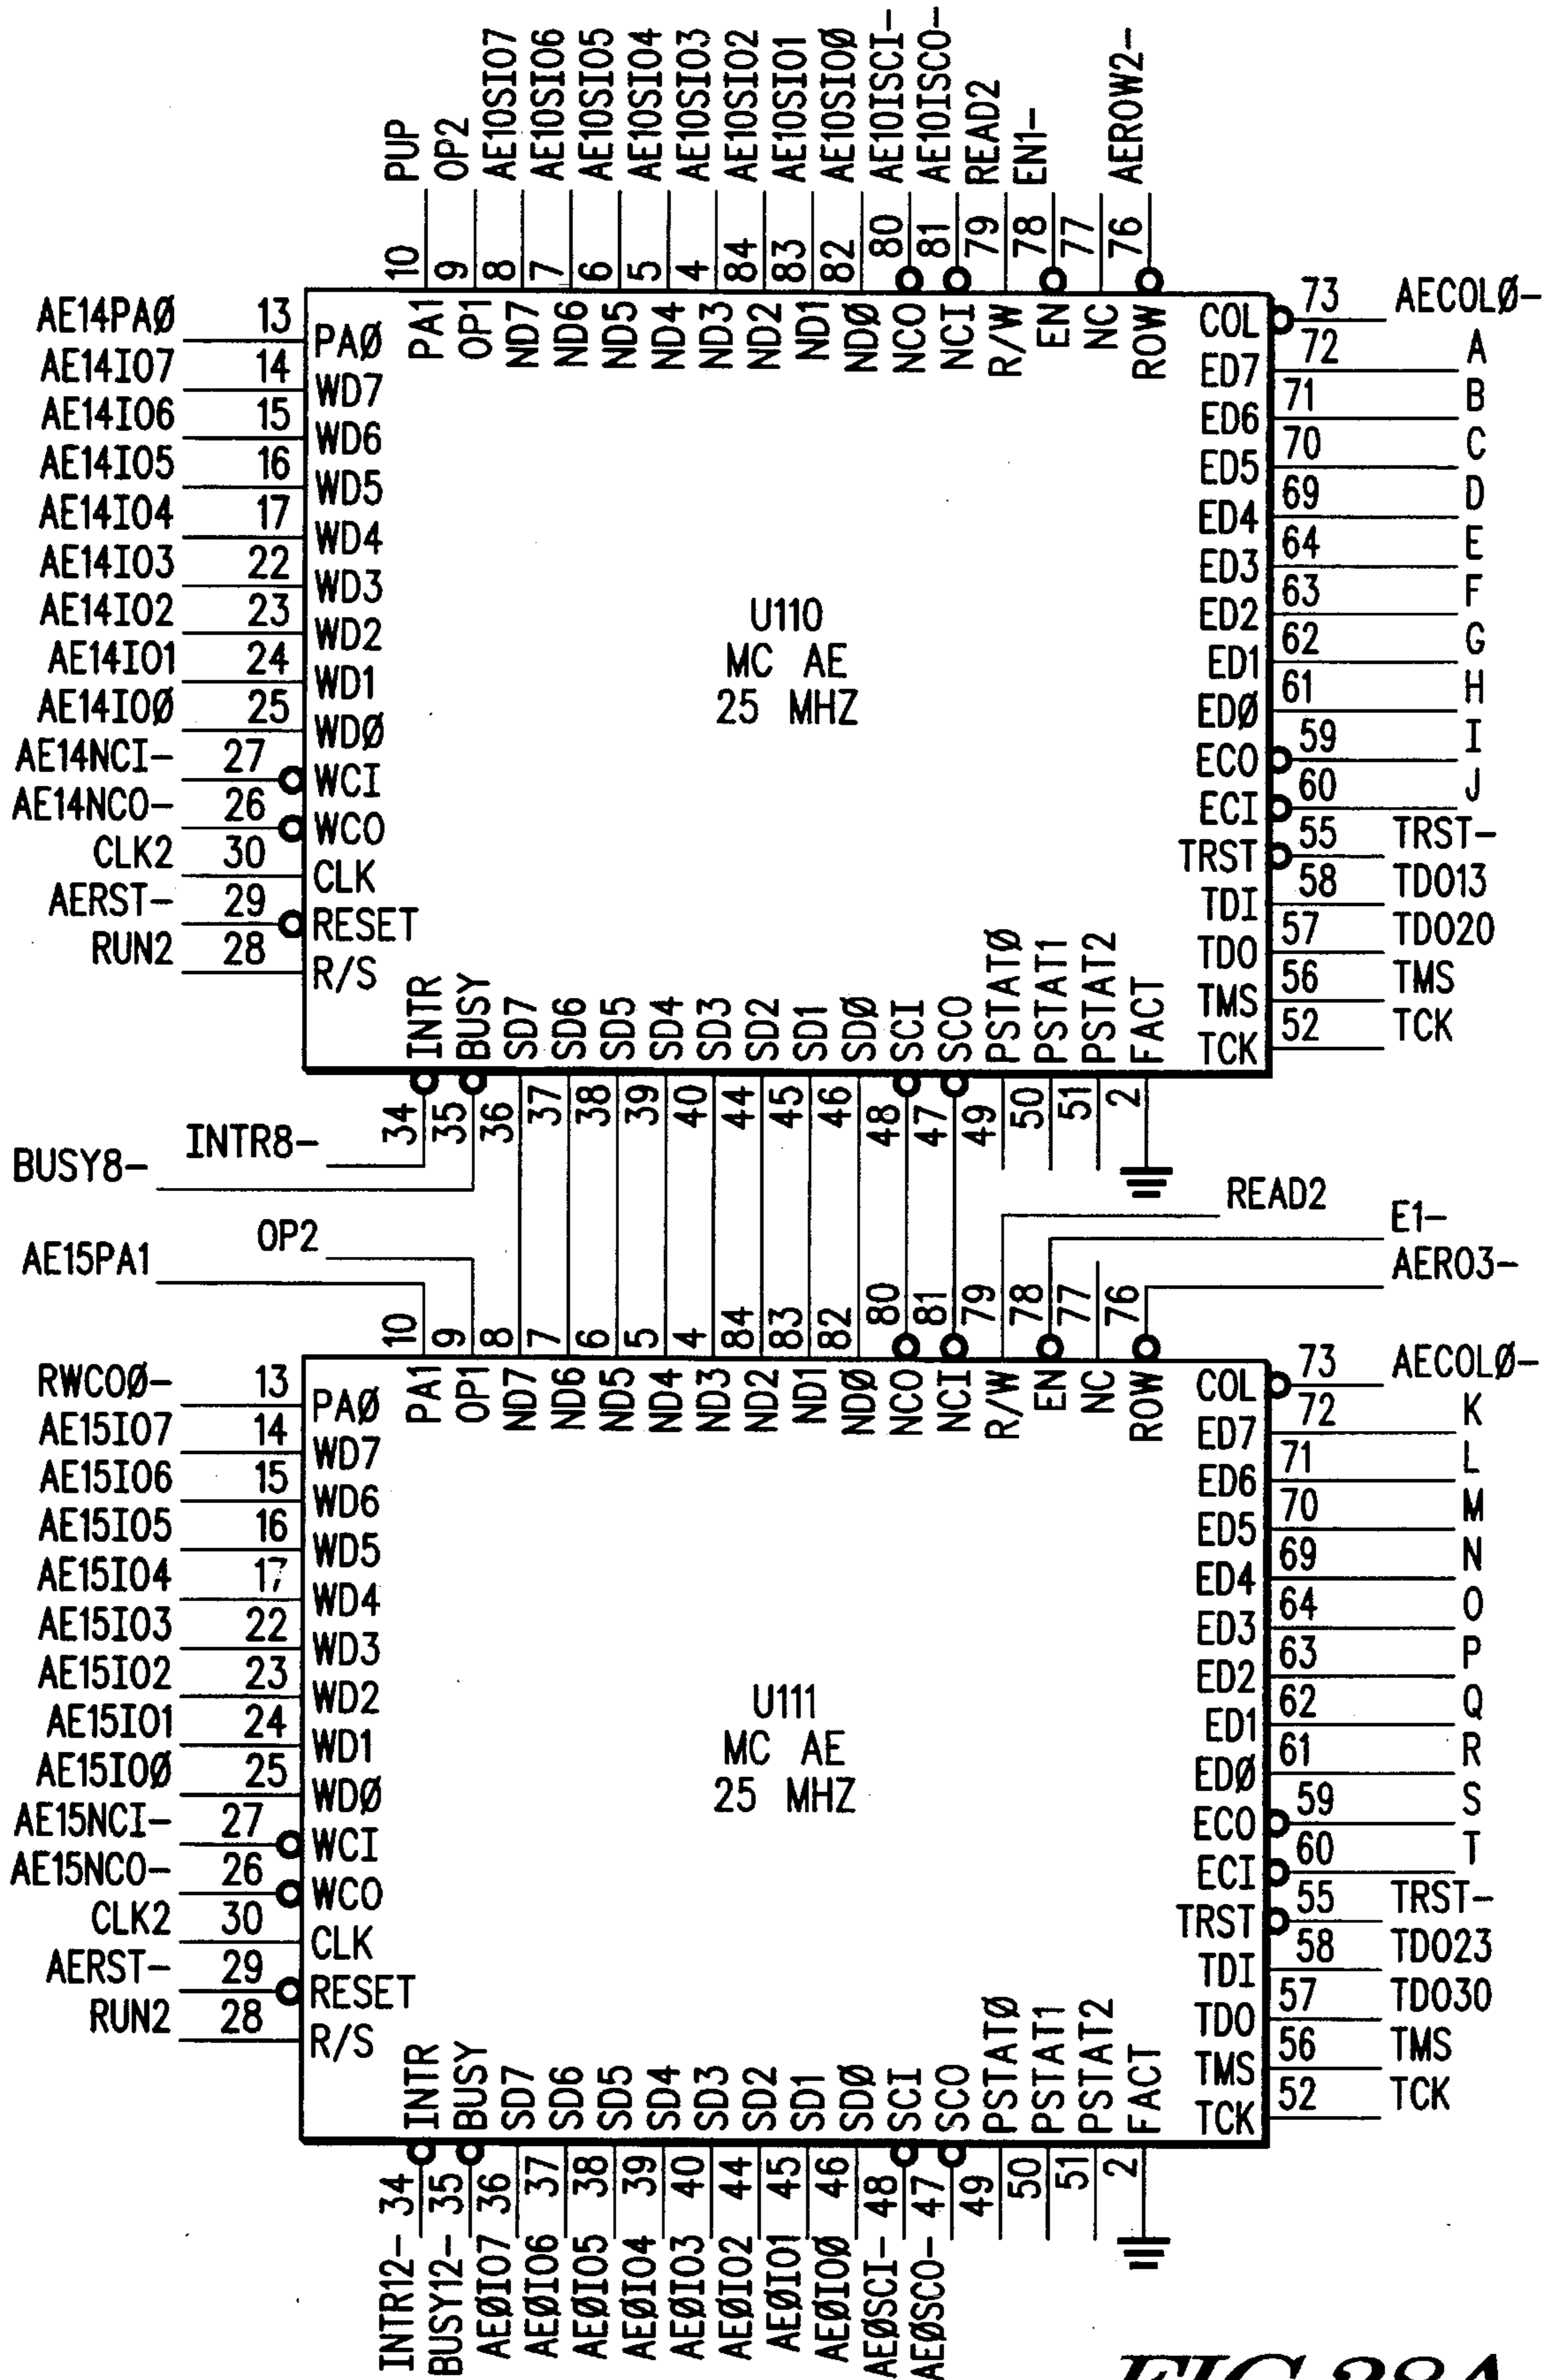 PUP
OP2
AE10SIO7
AE10SIO6
AE10SIO5
AE10SIO4
AE10SIO3
AE10SIO2
AE10SIO1
AE10SIOØ
AE10ISCI-
AE10ISCO-
READ2
EN1-
AEROW2-
10 9 8 7 6 5 4 84 83 82 80 81 79 78 77 76
PA1 OP1 ND7 ND6 ND5 ND4 ND3 ND2 ND1 NDØ NCO NCI R/W EN NC ROW
AE14PAØ 13 PAØ
AE14IO7 14 WD7
AE14IO6 15 WD6
AE14IO5 16 WD5
AE14IO4 17 WD4
AE14IO3 22 WD3
AE14IO2 23 WD2
AE14IO1 24 WD1
AE14IOØ 25 WDØ
AE14NCI- 27 WCI
AE14NCO- 26 WCO
CLK2 30 CLK
AERST- 29 RESET
RUN2 28 R/S
U110
MC AE
25 MHZ
COL 73 AECOLØ-
ED7 72 A
ED6 71 B
ED5 70 C
ED4 69 D
ED3 64 E
ED2 63 F
ED1 62 G
EDØ 61 H
ECO 59 I
ECI 60 J
TRST 55 TRST-
TDI 58 TDO13
TDO 57 TDO20
TMS 56 TMS
TCK 52 TCK
INTR BUSY SD7 SD6 SD5 SD4 SD3 SD2 SD1 SDØ SCI SCO PSTATØ PSTAT1 PSTAT2 FACT
34 35 36 37 38 39 40 44 45 46 48 47 49 50 51 2
INTR8-
BUSY8-
READ2
OP2
E1-
AE15PA1
AERO3-
10 9 8 7 6 5 4 84 83 82 80 81 79 78 77 76
PA1 OP1 ND7 ND6 ND5 ND4 ND3 ND2 ND1 NDØ NCO NCI R/W EN NC ROW
RWCOØ- 13 PAØ
AE15IO7 14 WD7
AE15IO6 15 WD6
AE15IO5 16 WD5
AE15IO4 17 WD4
AE15IO3 22 WD3
AE15IO2 23 WD2
AE15IO1 24 WD1
AE15IOØ 25 WDØ
AE15NCI- 27 WCI
AE15NCO- 26 WCO
CLK2 30 CLK
AERST- 29 RESET
RUN2 28 R/S
U111
MC AE
25 MHZ
COL 73 AECOLØ-
ED7 72 K
ED6 71 L
ED5 70 M
ED4 69 N
ED3 64 O
ED2 63 P
ED1 62 Q
EDØ 61 R
ECO 59 S
ECI 60 T
TRST 55 TRST-
TDI 58 TDO23
TDO 57 TDO30
TMS 56 TMS
TCK 52 TCK
INTR BUSY SD7 SD6 SD5 SD4 SD3 SD2 SD1 SDØ SCI SCO PSTATØ PSTAT1 PSTAT2 FACT
34 35 36 37 38 39 40 44 45 46 48 47 49 50 51 2
INTR12-
BUSY12-
AEØIO7
AEØIO6
AEØIO5
AEØIO4
AEØIO3
AEØIO2
AEØIO1
AEØIOØ
AEØSCI-
AEØSCO-
FIG.28A